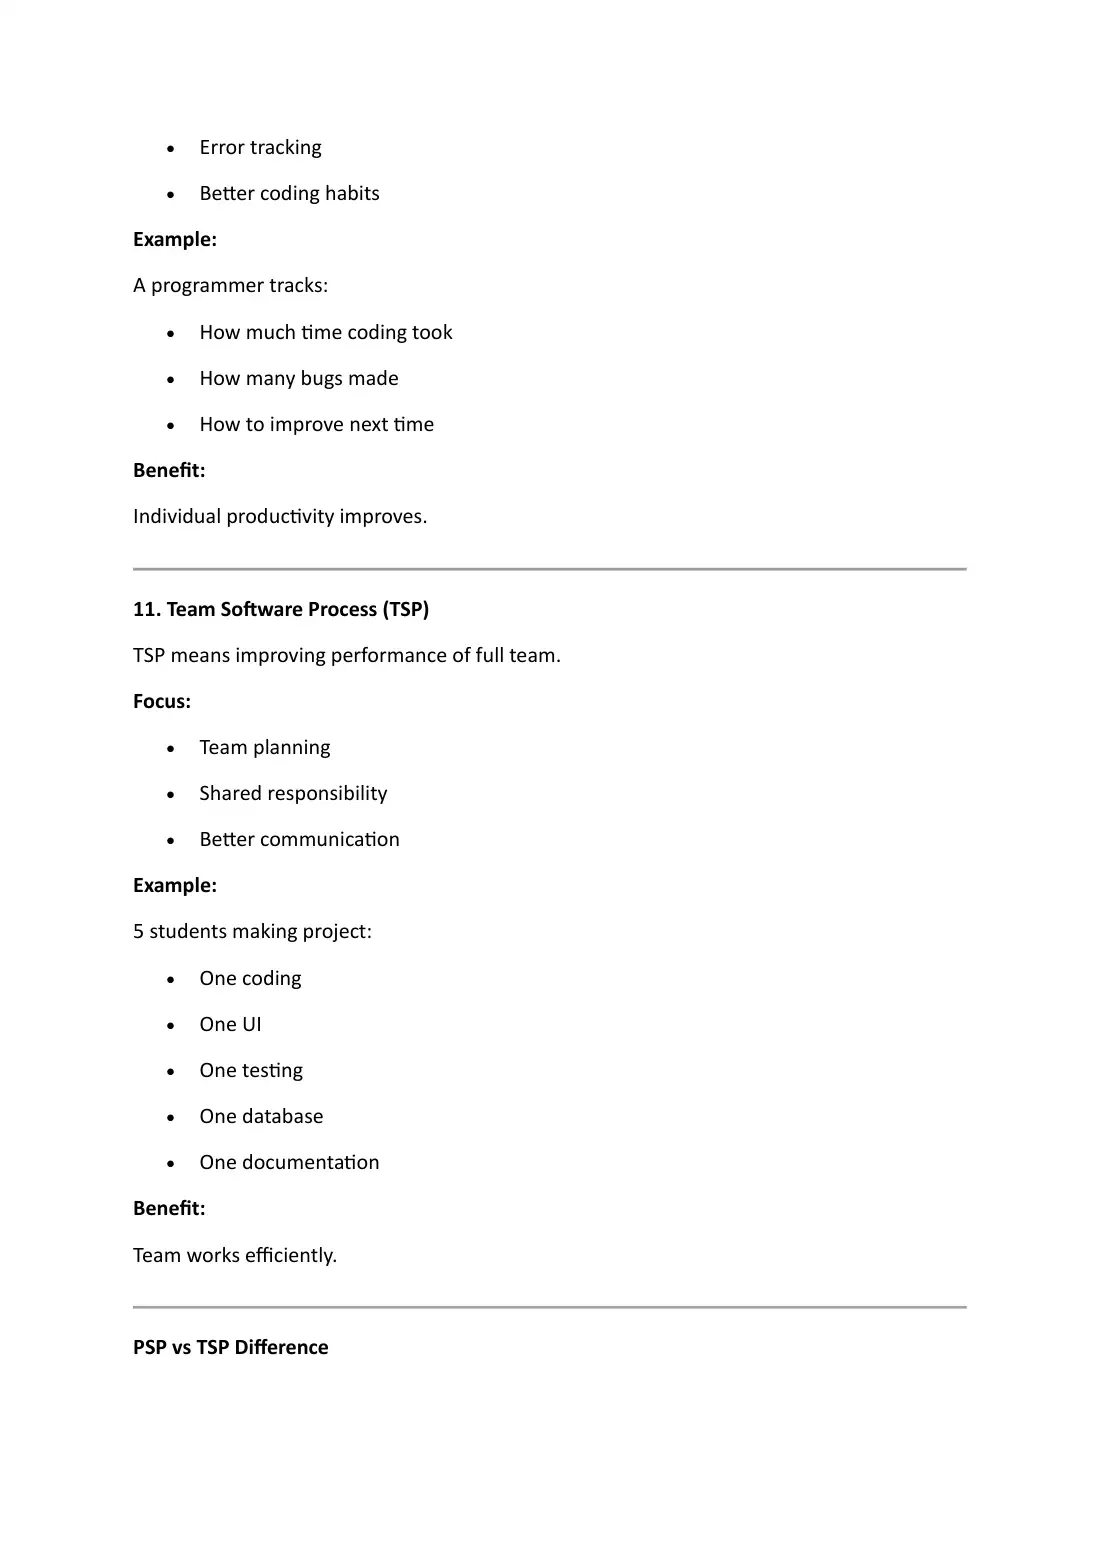 • Error tracking
• Better coding habits
Example:
A programmer tracks:
• How much time coding took
• How many bugs made
• How to improve next time
Benefit:
Individual productivity improves.
11. Team Software Process (TSP)
TSP means improving performance of full team.
Focus:
• Team planning
• Shared responsibility
• Better communication
Example:
5 students making project:
• One coding
• One UI
• One testing
• One database
• One documentation
Benefit:
Team works efficiently.
PSP vs TSP Difference